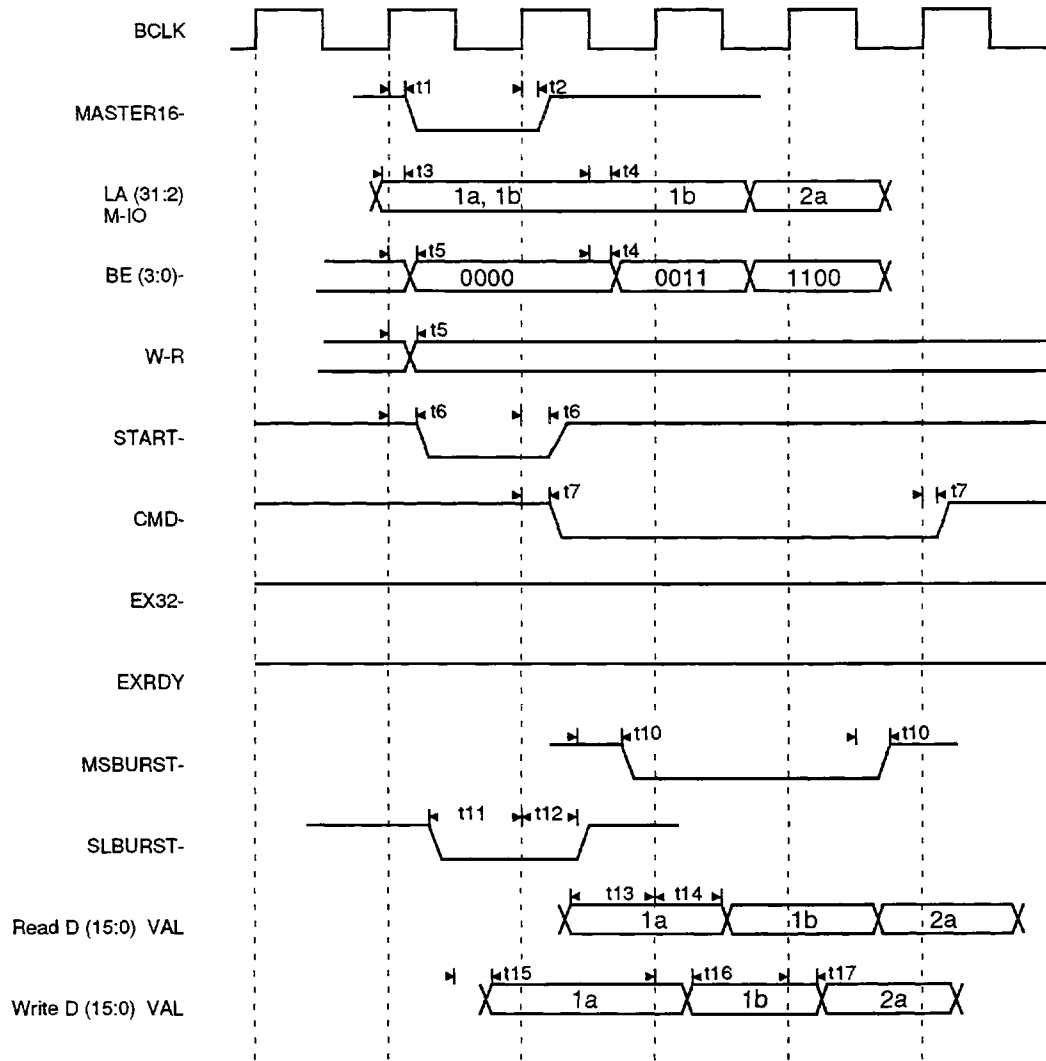 BCLK
t1 t2
MASTER16-
t3 t4
LA (31:2)
M-IO
1a, 1b 1b 2a
t5 t4
BE (3:0)- 0000 0011 1100
t5
W-R
t6 t6
START-
t7 t7
CMD-
EX32-
EXRDY
t10 t10
MSBURST-
t11 t12
SLBURST-
t13 t14
Read D (15:0) VAL 1a 1b 2a
t15 t16 t17
Write D (15:0) VAL 1a 1b 2a